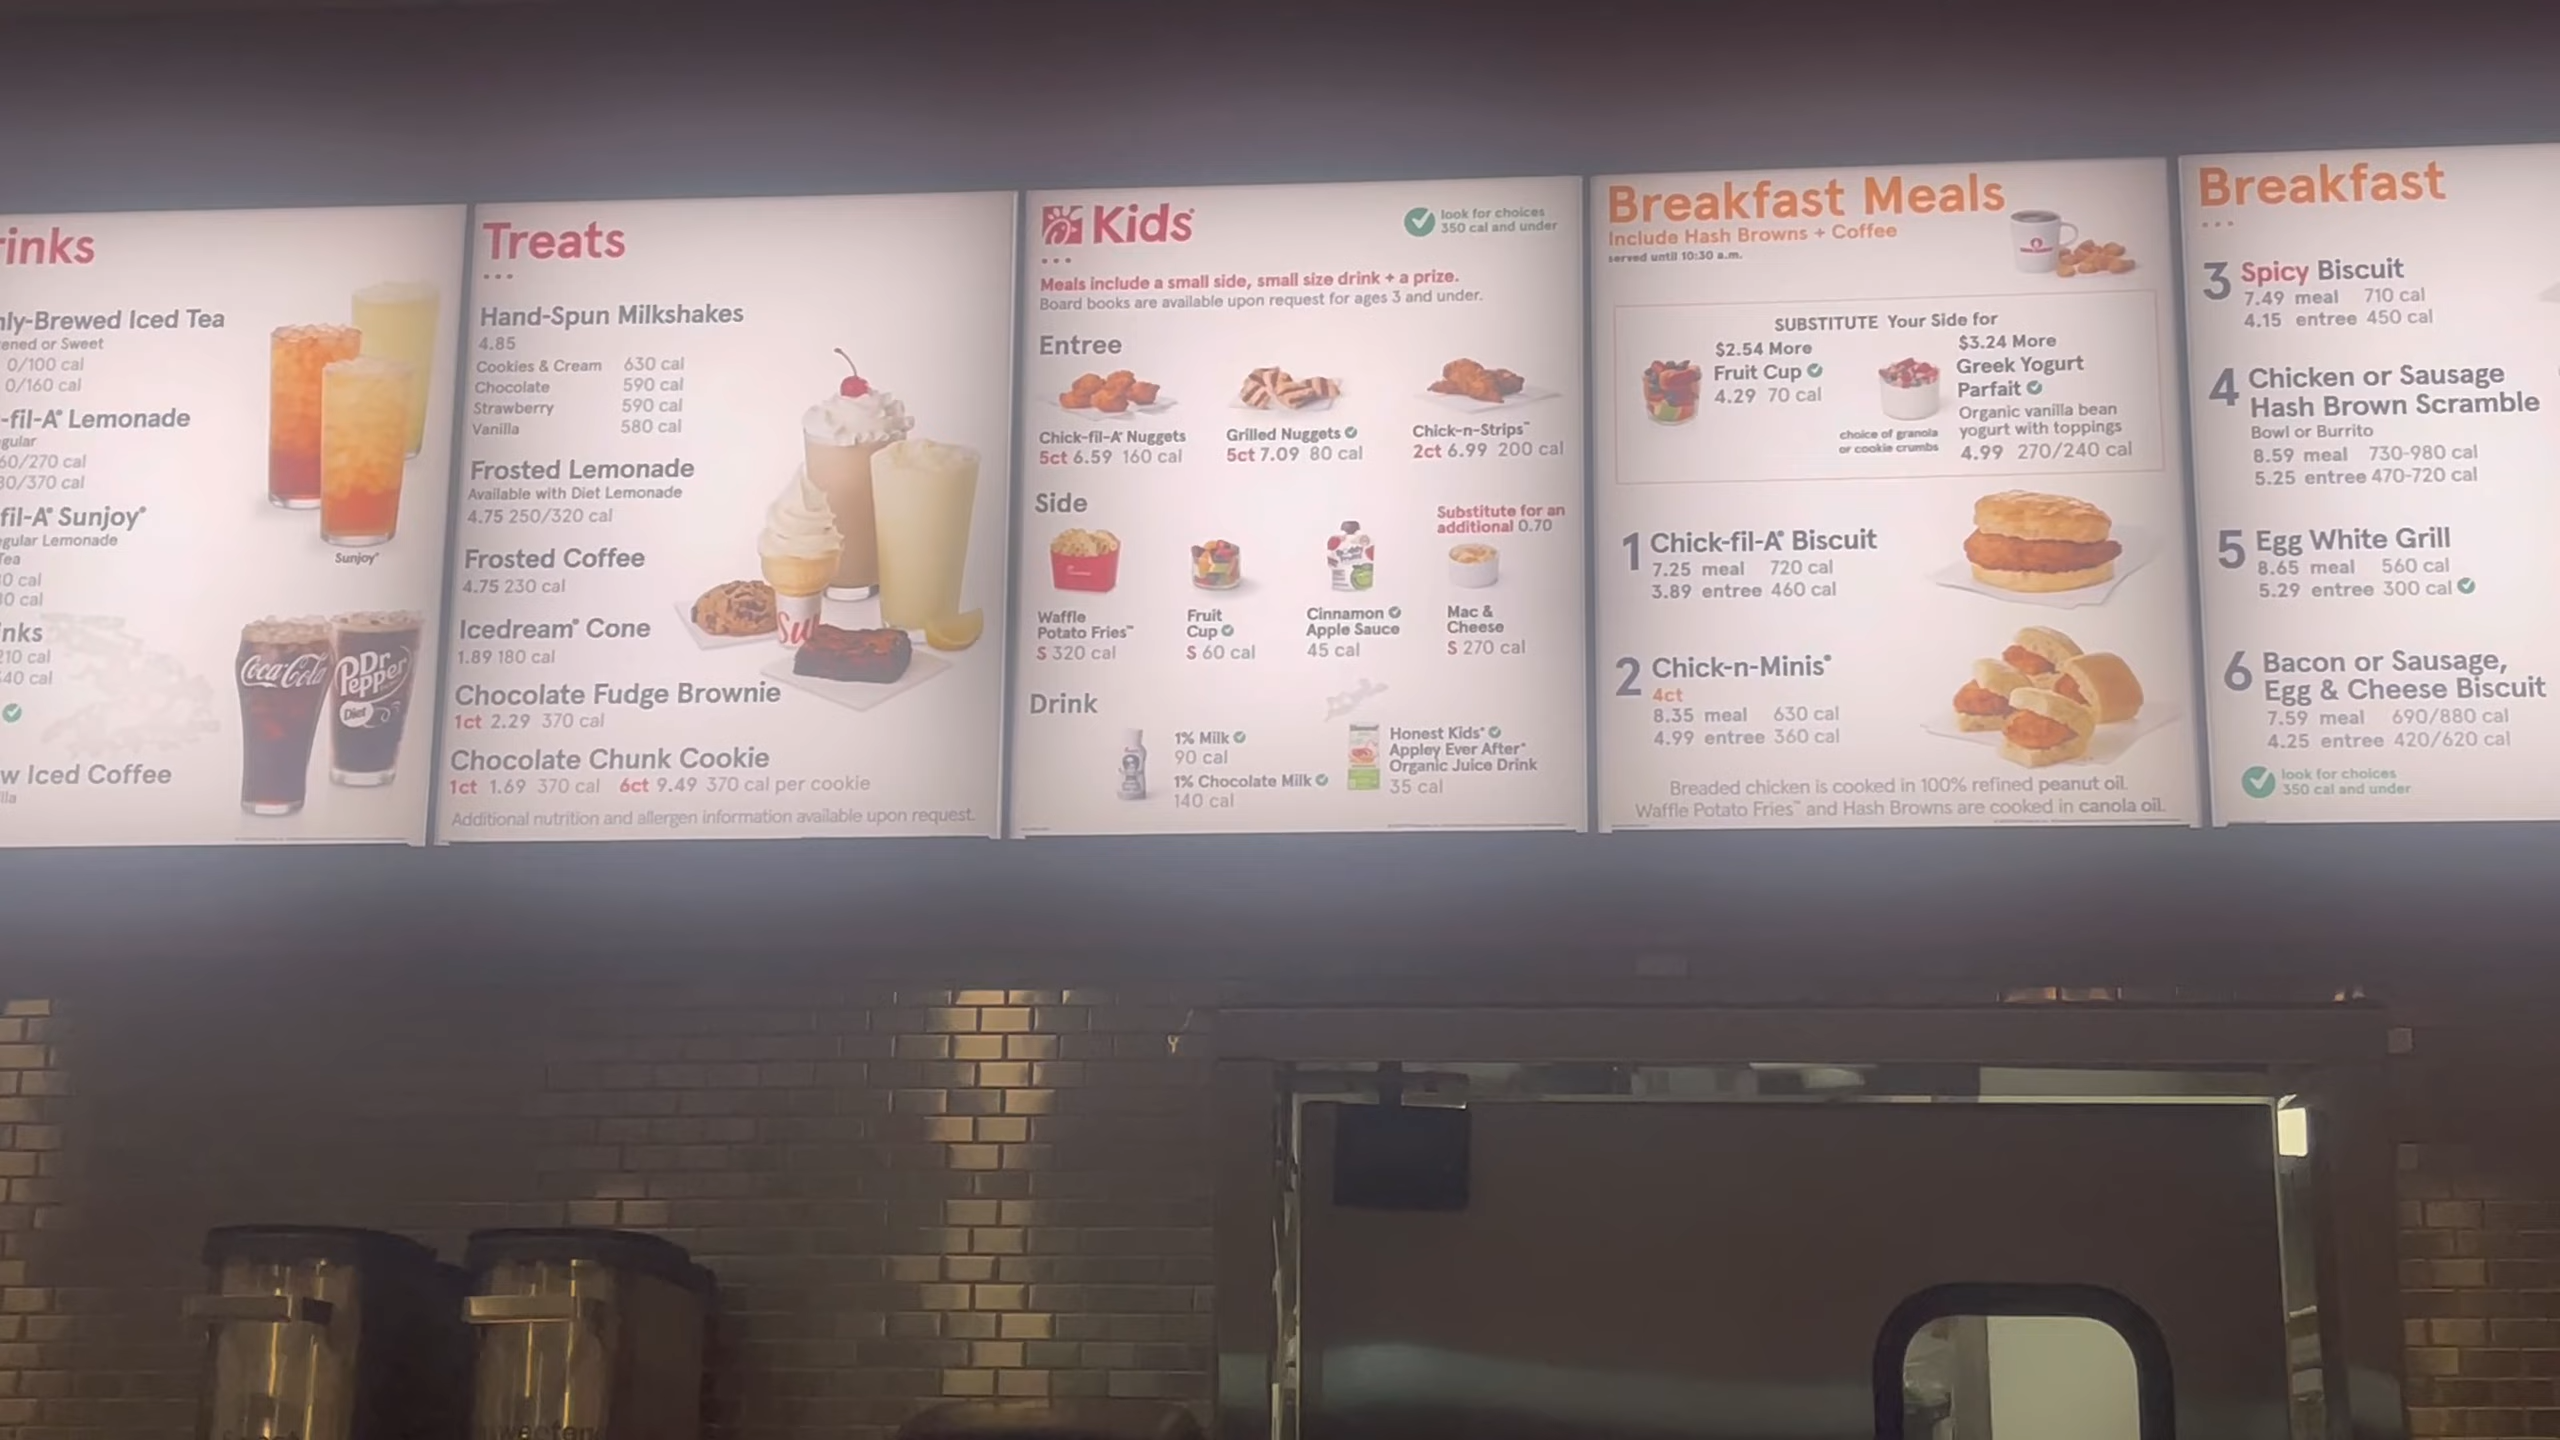 inks
Iced Tea
ened or Sweet
0/100 cal
0/160 cal
-fil-A® Lemonade
60/270 cal
30/370 cal
fil-A® Sunjoy®
gular Lemonade
Tea
0 cal
0 cal
Sunjoy®
nks
210 cal
40 cal
Coca-Cola
Dr Pepper
Diet
w Iced Coffee
lla
Treats
Hand-Spun Milkshakes
4.85
Cookies & Cream 630 cal
Chocolate 590 cal
Strawberry 590 cal
Vanilla 580 cal
Frosted Lemonade
Available with Diet Lemonade
4.75 250/320 cal
Frosted Coffee
4.75 230 cal
Icedream® Cone
1.89 180 cal
Chocolate Fudge Brownie
1ct 2.29 370 cal
Chocolate Chunk Cookie
1ct 1.69 370 cal 6ct 9.49 370 cal per cookie
Additional nutrition and allergen information available upon request.
Kids®
look for choices
350 cal and under
Meals include a small side, small size drink + a prize.
Board books are available upon request for ages 3 and under.
Entree
Chick-fil-A® Nuggets
5ct 6.59 160 cal
Grilled Nuggets
5ct 7.09 80 cal
Chick-n-Strips™
2ct 6.99 200 cal
Side
Substitute for an
additional 0.70
Waffle
Potato Fries™
S 320 cal
Fruit
Cup
S 60 cal
Cinnamon
Apple Sauce
45 cal
Mac &
Cheese
S 270 cal
Drink
1% Milk
90 cal
1% Chocolate Milk
140 cal
Honest Kids®
Appley Ever After®
Organic Juice Drink
35 cal
Breakfast Meals
Include Hash Browns + Coffee
served until 10:30 a.m.
SUBSTITUTE Your Side for
$2.54 More
Fruit Cup
4.29 70 cal
choice of granola
or cookie crumbs
$3.24 More
Greek Yogurt
Parfait
Organic vanilla bean
yogurt with toppings
4.99 270/240 cal
1 Chick-fil-A® Biscuit
7.25 meal 720 cal
3.89 entree 460 cal
2 Chick-n-Minis®
4ct
8.35 meal 630 cal
4.99 entree 360 cal
Breaded chicken is cooked in 100% refined peanut oil.
Waffle Potato Fries™ and Hash Browns are cooked in canola oil.
Breakfast
3 Spicy Biscuit
7.49 meal 710 cal
4.15 entree 450 cal
4 Chicken or Sausage
Hash Brown Scramble
Bowl or Burrito
8.59 meal 730-980 cal
5.25 entree 470-720 cal
5 Egg White Grill
8.65 meal 560 cal
5.29 entree 300 cal
6 Bacon or Sausage,
Egg & Cheese Biscuit
7.59 meal 690/880 cal
4.25 entree 420/620 cal
look for choices
350 cal and under